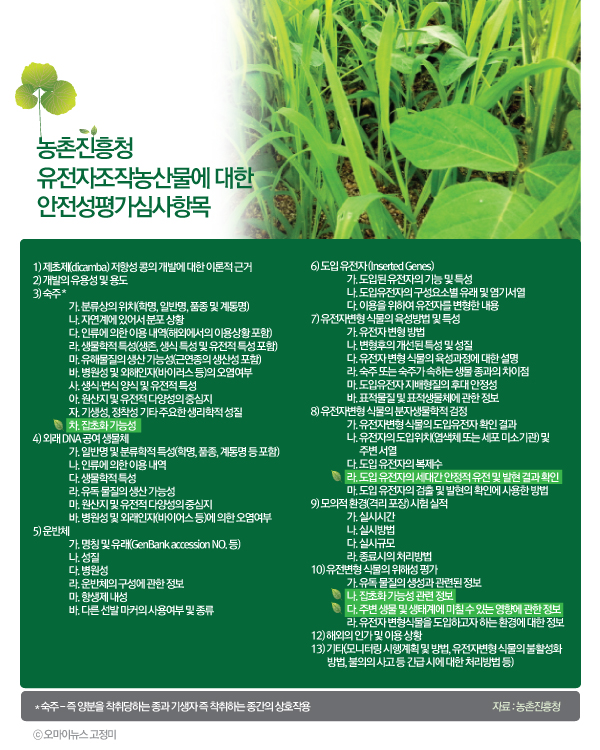 농촌진흥청
유전자조작농산물에 대한
안전성평가심사항목
1) 제초제(dicamba) 저항성 콩의 개발에 대한 이론적 근거
2) 개발의 유용성 및 용도
3) 숙주*
가. 분류상의 위치(학명, 일반명, 품종 및 계통명)
나. 자연계에 있어서 분포 상황
다. 인류에 의한 이용 내역(해외에서의 이용상황 포함)
라. 생물학적 특성(생존, 생식 특성 및 유전적 특성 포함)
마. 유해물질의 생산 가능성(근연종의 생산성 포함)
바. 병원성 및 외해인자(바이러스 등)의 오염여부
사. 생식·번식 양식 및 유전적 특성
아. 원산지 및 유전적 다양성의 중심지
자. 기생성, 정착성 기타 주요한 생리학적 성질
차. 잡초화 가능성
4) 외래 DNA 공여 생물체
가. 일반명 및 분류학적 특성(학명, 품종, 계통명 등 포함)
나. 인류에 의한 이용 내역
다. 생물학적 특성
라. 유독 물질의 생산 가능성
마. 원산지 및 유전적 다양성의 중심지
바. 병원성 및 외해인자(바이어스 등)에 의한 오염여부
5) 운반체
가. 명칭 및 유래(GenBank accession NO. 등)
나. 성질
다. 병원성
라. 운반체의 구성에 관한 정보
마. 항생제 내성
바. 다른 선발 마커의 사용여부 및 종류
6) 도입 유전자 (Inserted Genes)
가. 도입된 유전자의 기능 및 특성
나. 도입유전자의 구성요소별 유래 및 염기서열
다. 이용을 위하여 유전자를 변형한 내용
7) 유전자변형 식물의 육성방법 및 특성
가. 유전자 변형 방법
나. 변형후의 개선된 특성 및 성질
다. 유전자 변형 식물의 육성과정에 대한 설명
라. 숙주 또는 숙주가 속하는 생물 종과의 차이점
마. 도입유전자 지배형질의 후대 안정성
바. 표적물질 및 표적생물체에 관한 정보
8) 유전자변형 식물의 분자생물학적 검정
가. 유전자변형 식물의 도입유전자 확인 결과
나. 유전자의 도입위치(염색체 또는 세포 미소기관) 및
주변 서열
다. 도입 유전자의 복제수
라. 도입 유전자의 세대간 안정적 유전 및 발현 결과 확인
마. 도입 유전자의 검출 및 발현의 확인에 사용한 방법
9) 모의적 환경(격리 포장) 시험 실적
가. 실시시간
나. 실시방법
다. 실시규모
라. 종료시의 처리방법
10) 유전변형 식물의 위해성 평가
가. 유독 물질의 생성과 관련된 정보
나. 잡초화 가능성 관련 정보
다. 주변 생물 및 생태계에 미칠 수 있는 영향에 관한 정보
라. 유전자 변형식물을 도입하고자 하는 환경에 대한 정보
12) 해외의 인가 및 이용 상황
13) 기타(모니터링 시행계획 및 방법, 유전자변형 식물의 불활성화
방법, 불의의 사고 등 긴급 시에 대한 처리방법 등)
* 숙주 – 즉 양분을 착취당하는 종과 기생자 즉 착취하는 종간의 상호작용
자료 : 농촌진흥청
ⓒ 오마이뉴스 고정미